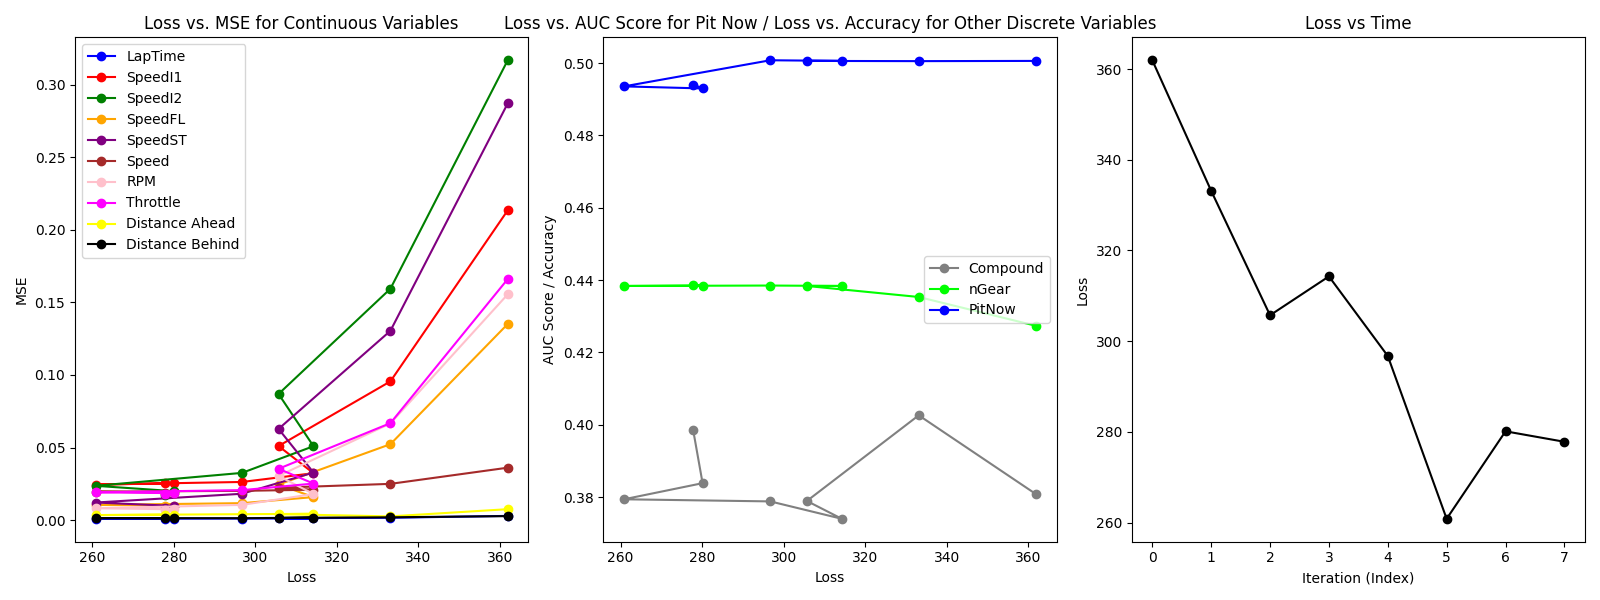 Loss vs. MSE for Continuous Variables
0.30
0.25
0.20
0.15
0.10
0.05
0.00
MSE
LapTime
SpeedI1
SpeedI2
SpeedFL
SpeedST
Speed
RPM
Throttle
Distance Ahead
Distance Behind
260 280 300 320 340 360
Loss
Loss vs. AUC Score for Pit Now / Loss vs. Accuracy for Other Discrete Variables
0.50
0.48
0.46
0.44
0.42
0.40
0.38
AUC Score / Accuracy
Compound
nGear
PitNow
260 280 300 320 340 360
Loss
Loss vs Time
360
340
320
300
280
260
Loss
0 1 2 3 4 5 6 7
Iteration (Index)